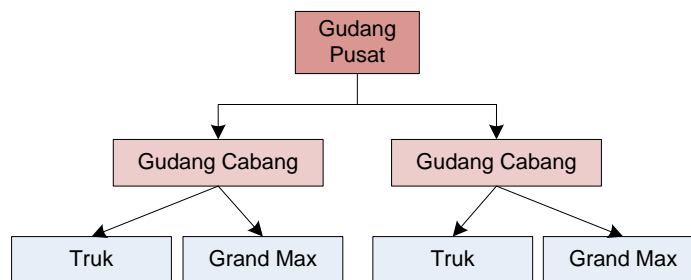 Gudang
Pusat
Gudang Cabang
Gudang Cabang
Truk
Grand Max
Truk
Grand Max